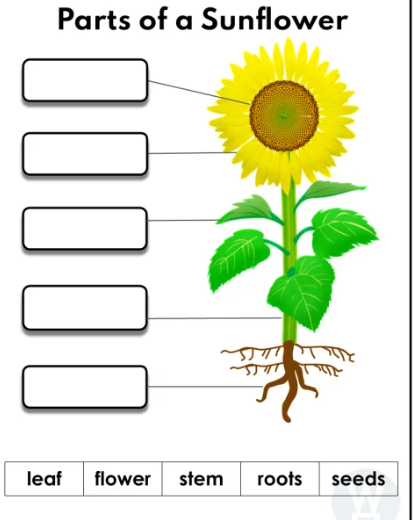 Parts of a Sunflower
leaf flower stem roots seeds